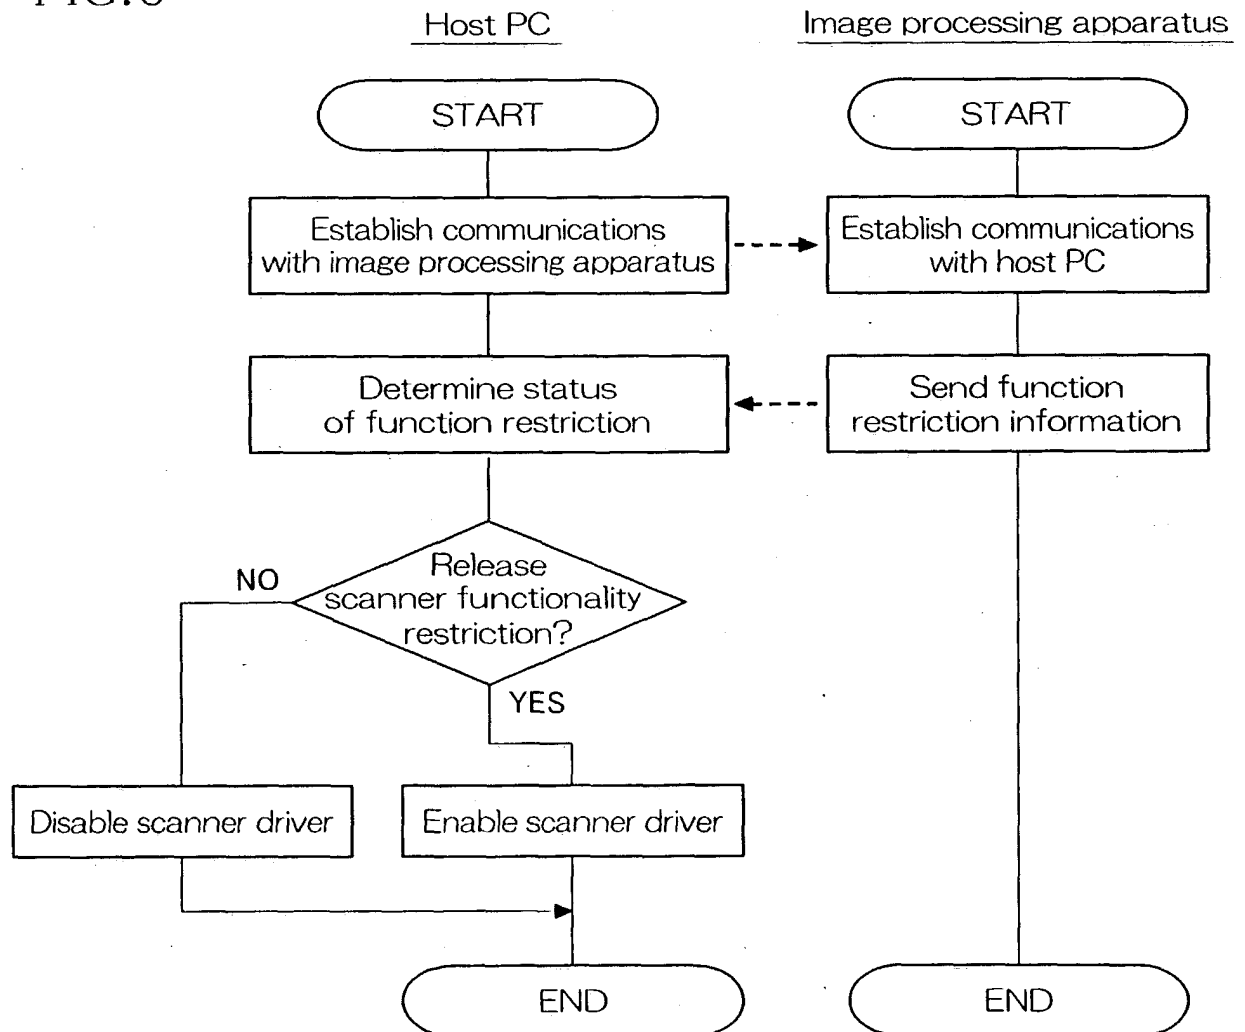 Host PC
Image processing apparatus
START
START
Establish communications
with image processing apparatus
Establish communications
with host PC
Determine status
of function restriction
Send function
restriction information
Release
scanner functionality
restriction?
NO
YES
Disable scanner driver
Enable scanner driver
END
END